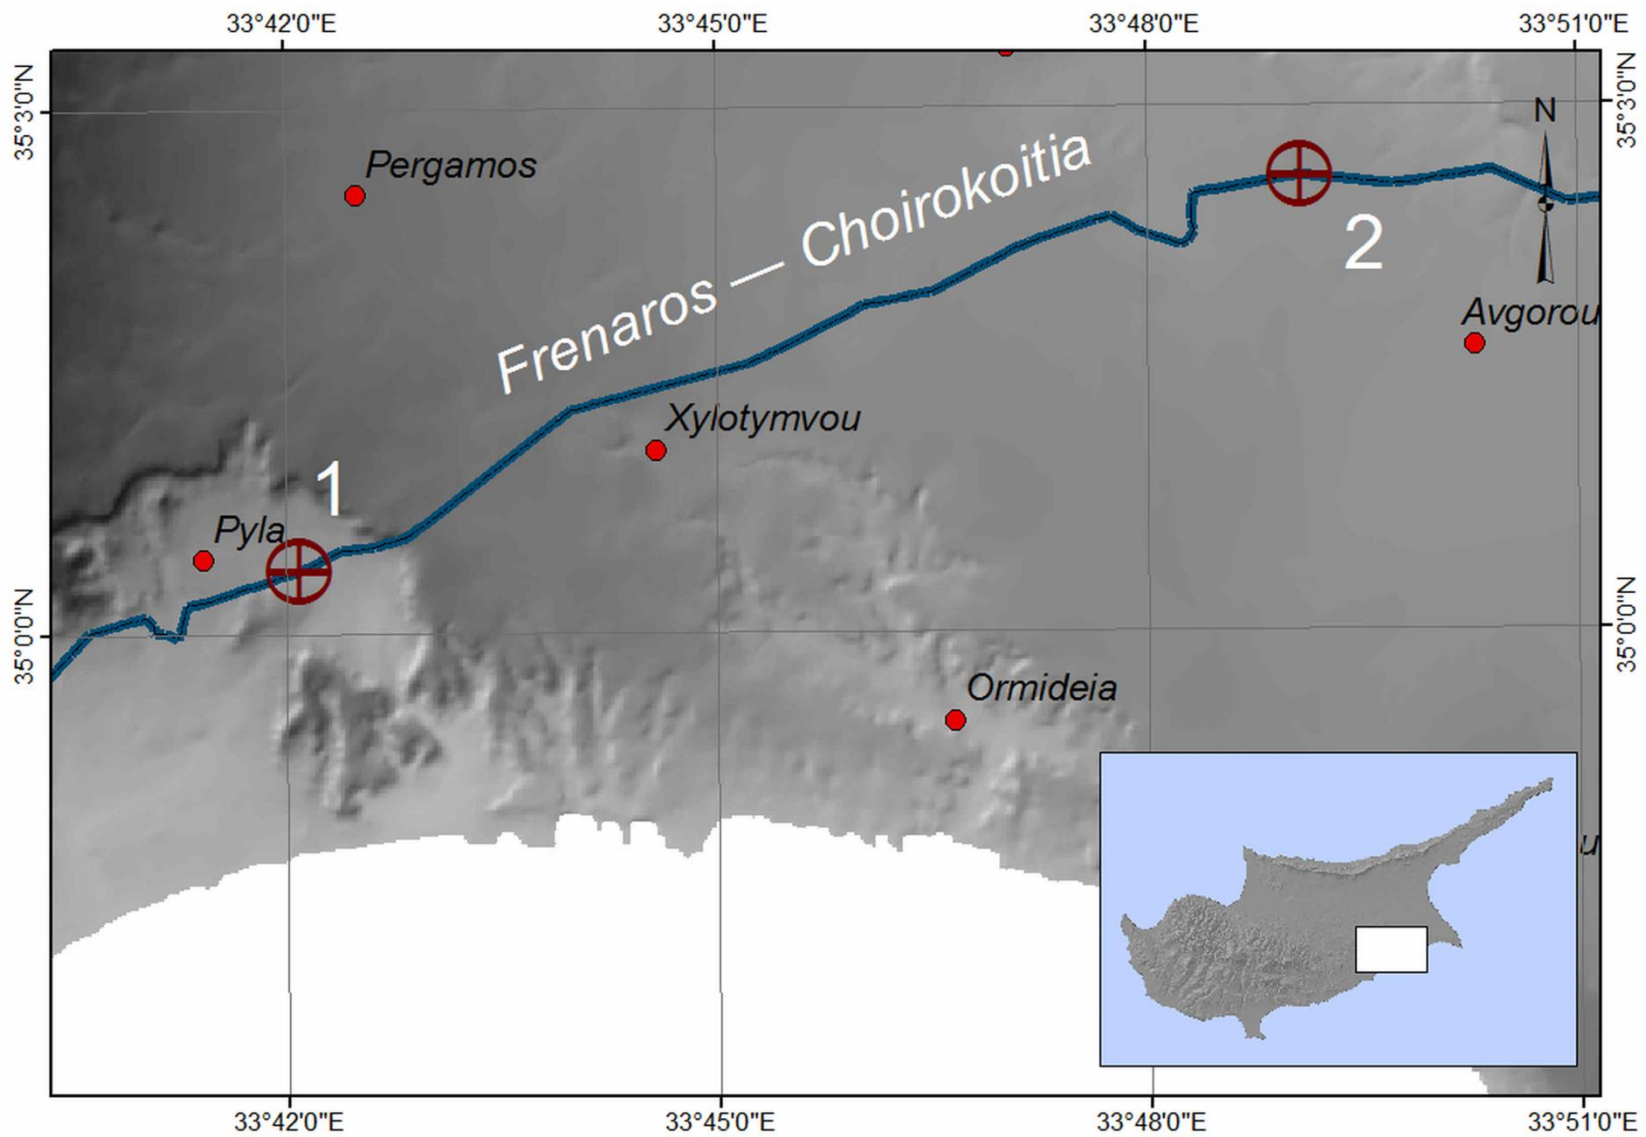 33°42'0"E
33°45'0"E
33°48'0"E
33°51'0"E
35°3'0"N
35°3'0"N
N
Pergamos
Frenaros — Choirokoitia
2
Avgorou
Xylotymvou
1
Pyla
35°0'0"N
35°0'0"N
Ormideia
u
33°42'0"E
33°45'0"E
33°48'0"E
33°51'0"E